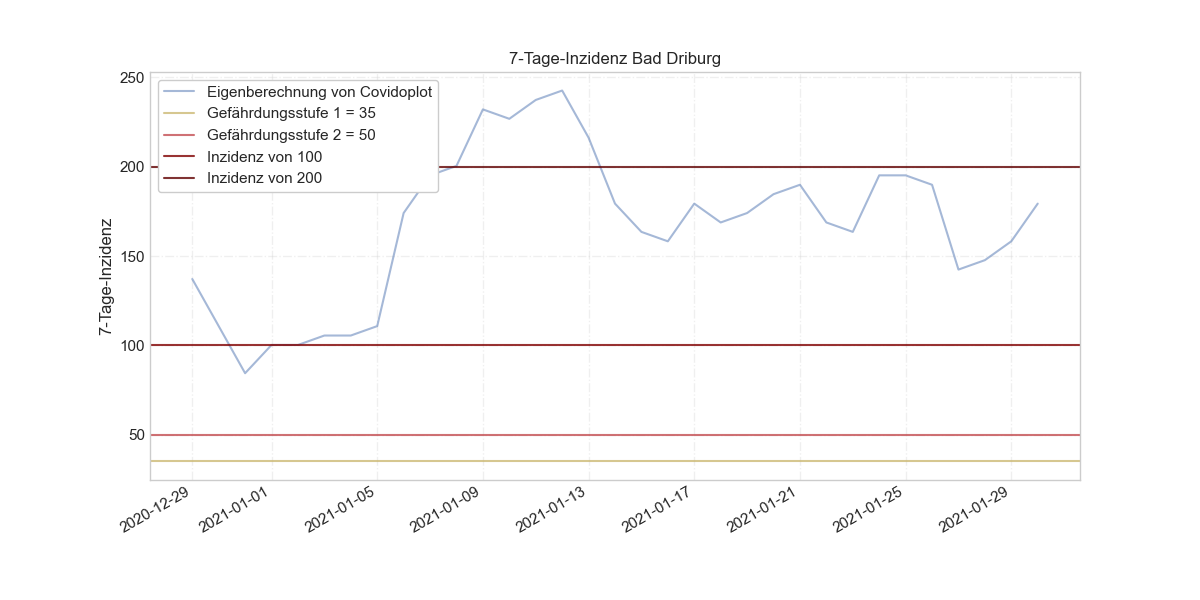 7-Tage-Inzidenz Bad Driburg
250
200
150
100
50
7-Tage-Inzidenz
Eigenberechnung von Covidoplot
Gefährdungsstufe 1 = 35
Gefährdungsstufe 2 = 50
Inzidenz von 100
Inzidenz von 200
2020-12-29
2021-01-01
2021-01-05
2021-01-09
2021-01-13
2021-01-17
2021-01-21
2021-01-25
2021-01-29